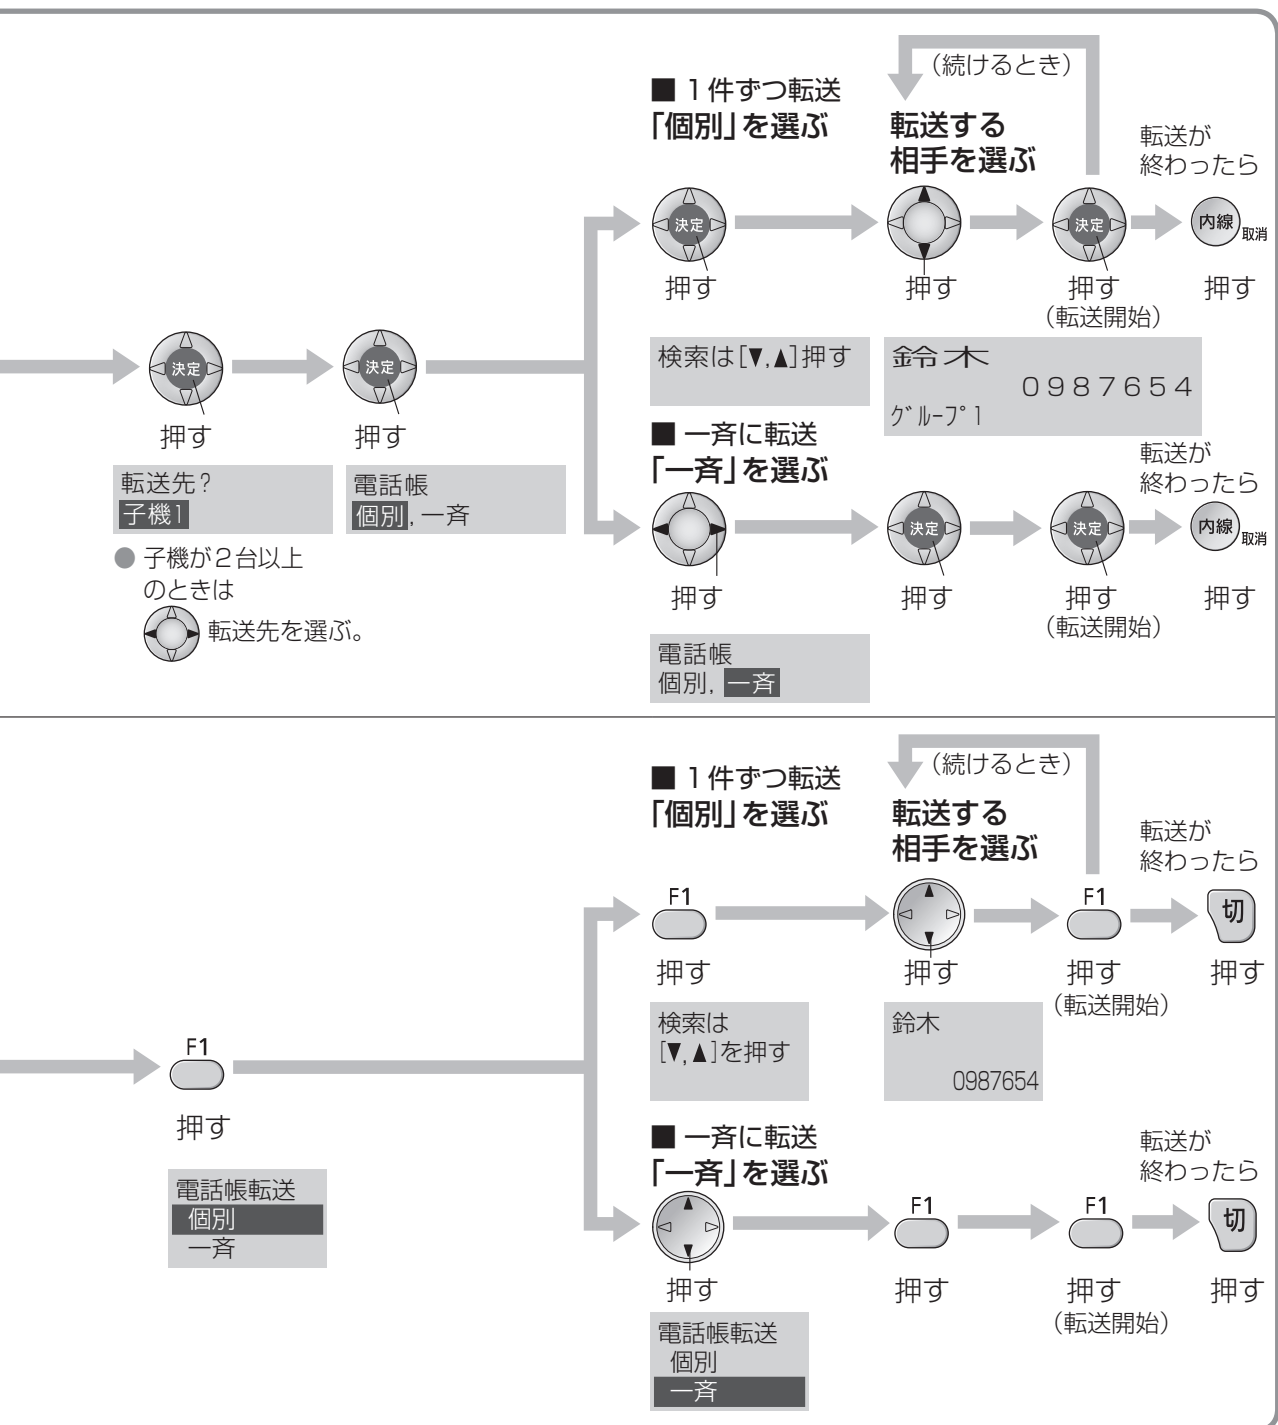 決定
押す
転送先?
子機1
● 子機が2台以上
のときは
転送先を選ぶ。
決定
押す
電話帳
個別,一斉
■ 1件ずつ転送
「個別」を選ぶ
決定
押す
検索は[▼,▲]押す
(続けるとき)
転送する
相手を選ぶ
押す
鈴木
0987654
グループ1
決定
押す
(転送開始)
転送が
終わったら
内線 取消
押す
■ 一斉に転送
「一斉」を選ぶ
押す
電話帳
個別,一斉
決定
押す
決定
押す
(転送開始)
転送が
終わったら
内線 取消
押す
F1
押す
電話帳転送
個別
一斉
■ 1件ずつ転送
「個別」を選ぶ
F1
押す
検索は
[▼,▲]を押す
(続けるとき)
転送する
相手を選ぶ
押す
鈴木
0987654
F1
押す
(転送開始)
転送が
終わったら
切
押す
■ 一斉に転送
「一斉」を選ぶ
押す
電話帳転送
個別
一斉
F1
押す
F1
押す
(転送開始)
転送が
終わったら
切
押す